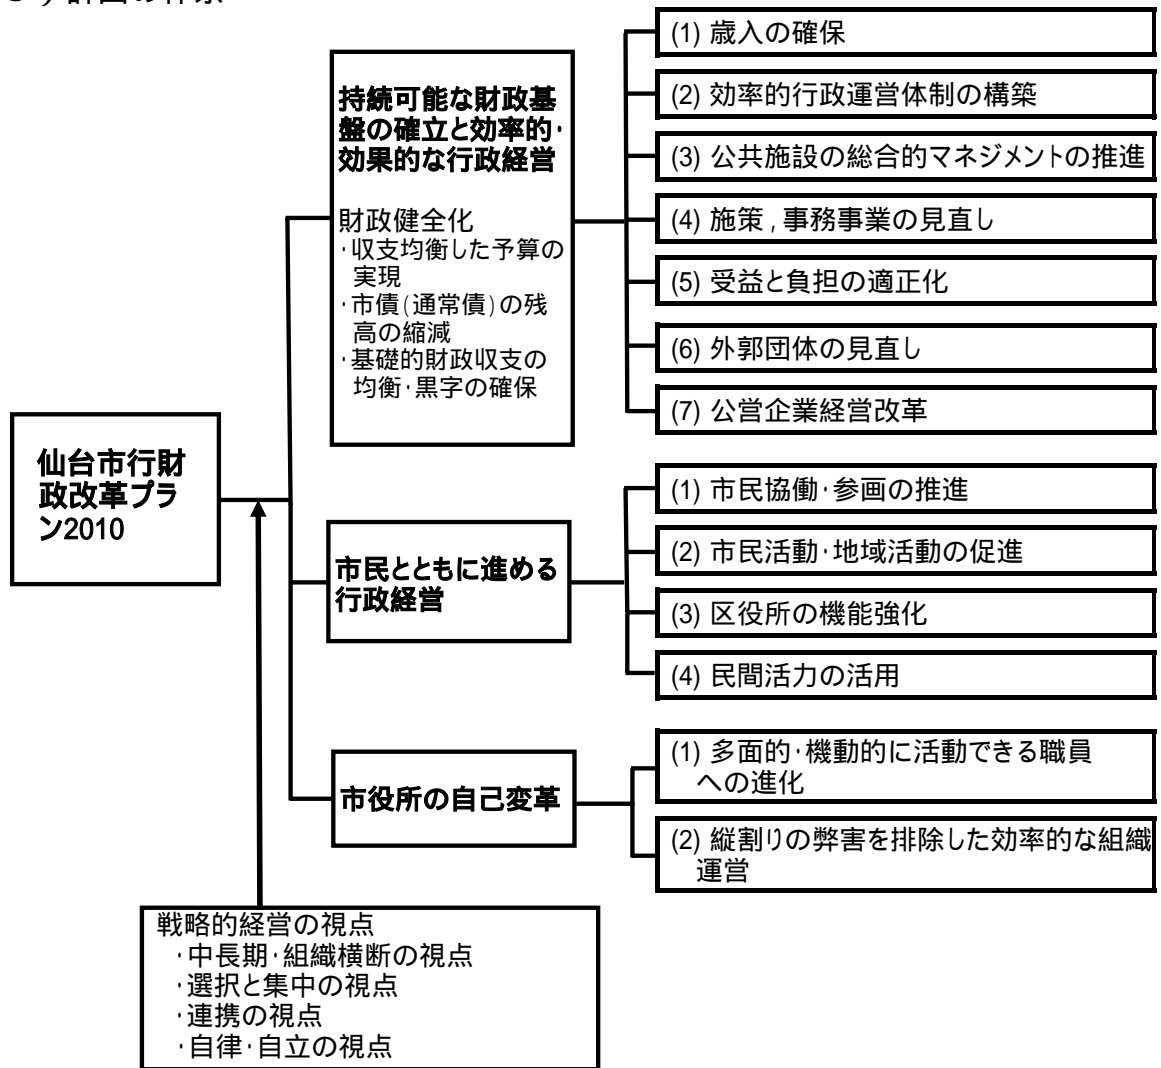 計画の体系
仙台市行財
政改革プラ
ン2010
持続可能な財政基
盤の確立と効率的・
効果的な行政経営
財政健全化
・収支均衡した予算の
実現
・市債(通常債)の残
高の縮減
・基礎的財政収支の
均衡・黒字の確保
(1) 歳入の確保
(2) 効率的行政運営体制の構築
(3) 公共施設の総合的マネジメントの推進
(4) 施策,事務事業の見直し
(5) 受益と負担の適正化
(6) 外郭団体の見直し
(7) 公営企業経営改革
市民とともに進める
行政経営
(1) 市民協働・参画の推進
(2) 市民活動・地域活動の促進
(3) 区役所の機能強化
(4) 民間活力の活用
市役所の自己変革
(1) 多面的・機動的に活動できる職員
への進化
(2) 縦割りの弊害を排除した効率的な組織
運営
戦略的経営の視点
・中長期・組織横断の視点
・選択と集中の視点
・連携の視点
・自律・自立の視点